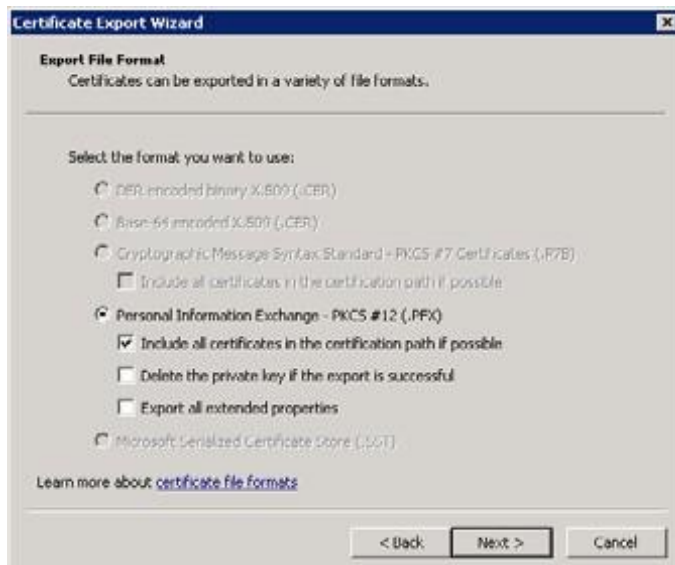 Certificate Export Wizard
Export File Format
Certificates can be exported in a variety of file formats.
Select the format you want to use:
DER encoded binary X.509 (.CER)
Base-64 encoded X.509 (.CER)
Cryptographic Message Syntax Standard - PKCS #7 Certificates (.P7B)
Include all certificates in the certification path if possible
Personal Information Exchange - PKCS #12 (.PFX)
Include all certificates in the certification path if possible
Delete the private key if the export is successful
Export all extended properties
Microsoft Serialized Certificate Store (.SST)
Learn more about certificate file formats
< Back Next > Cancel